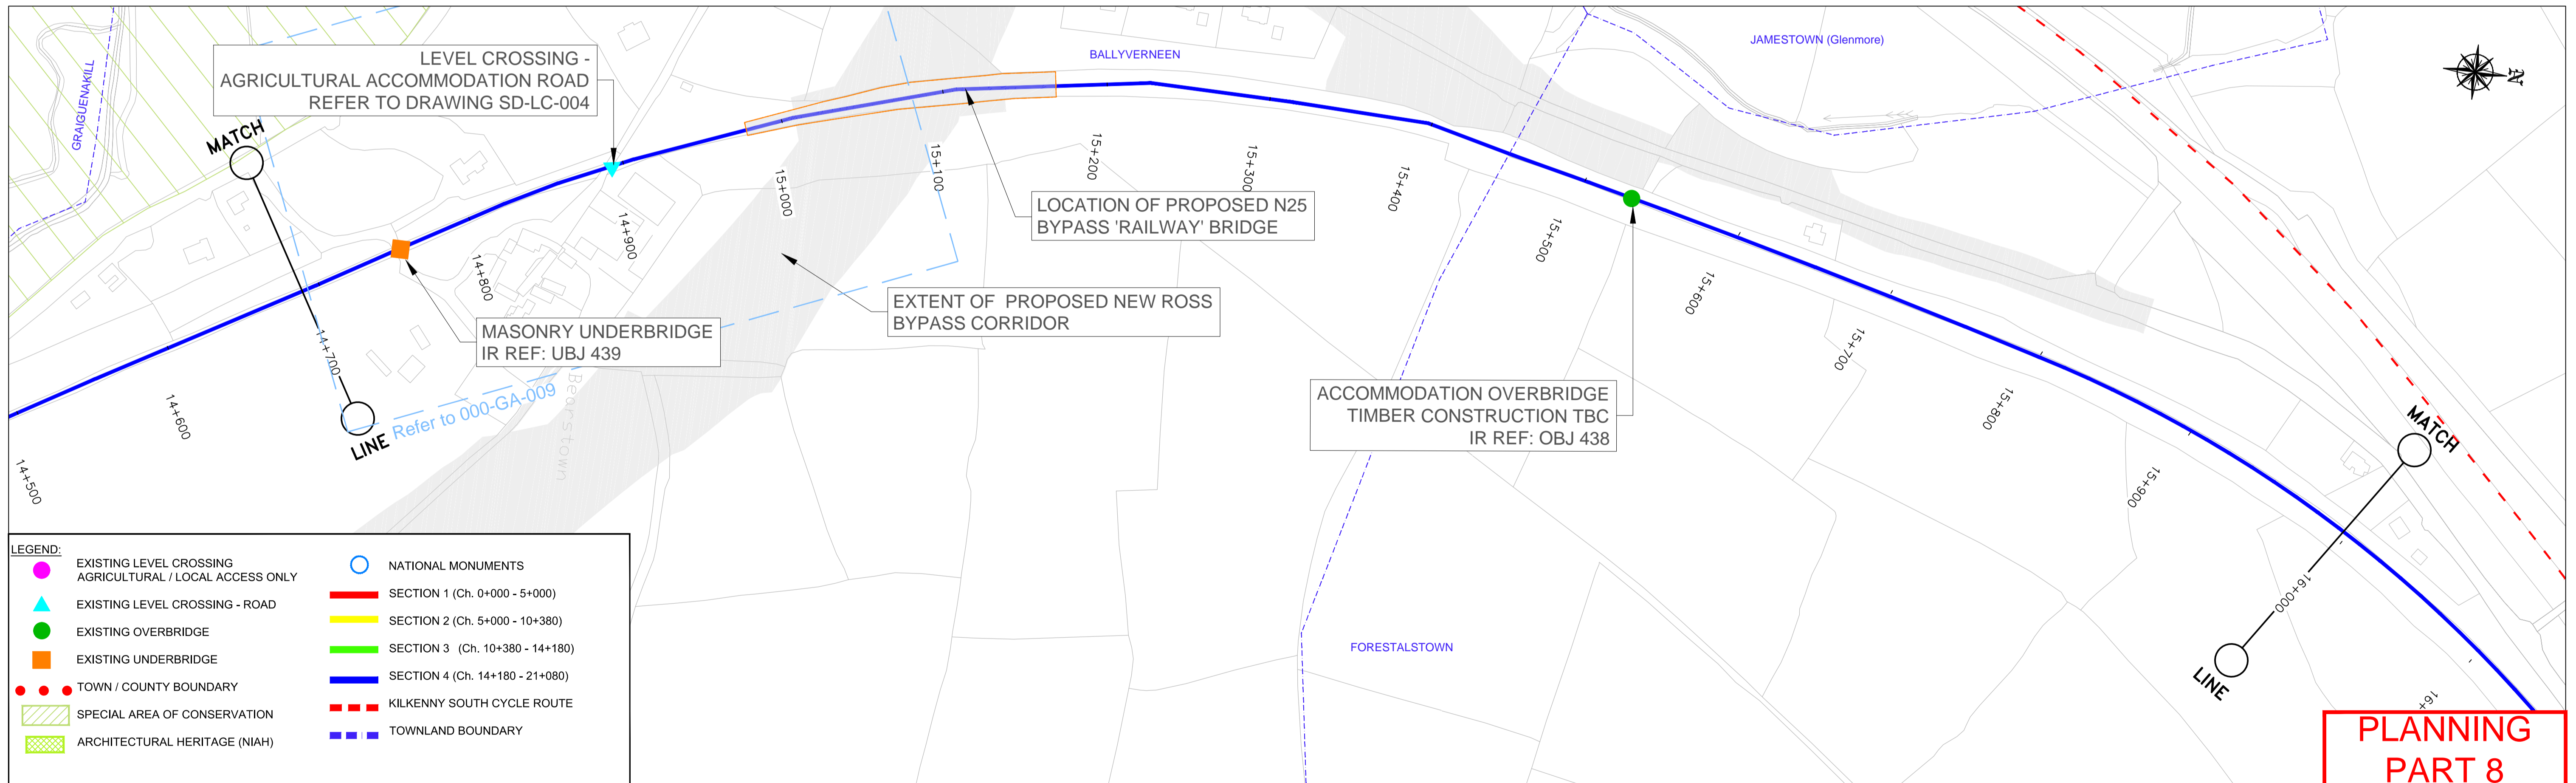 GRAIGUENAKILL
LEVEL CROSSING -
AGRICULTURAL ACCOMMODATION ROAD
REFER TO DRAWING SD-LC-004
BALLYVERNEEN
JAMESTOWN (Glenmore)
N
MATCH
LINE
Refer to 000-GA-009
MASONRY UNDERBRIDGE
IR REF: UBJ 439
Bearstown
EXTENT OF  PROPOSED NEW ROSS
BYPASS CORRIDOR
LOCATION OF PROPOSED N25
BYPASS 'RAILWAY' BRIDGE
ACCOMMODATION OVERBRIDGE
TIMBER CONSTRUCTION TBC
IR REF: OBJ 438
FORESTALSTOWN
14+500
14+600
14+700
14+800
14+900
15+000
15+100
15+200
15+300
15+400
15+500
15+600
15+700
15+800
15+900
16+000
16+
MATCH
LINE
LEGEND:
EXISTING LEVEL CROSSING
AGRICULTURAL / LOCAL ACCESS ONLY
EXISTING LEVEL CROSSING - ROAD
EXISTING OVERBRIDGE
EXISTING UNDERBRIDGE
TOWN / COUNTY BOUNDARY
SPECIAL AREA OF CONSERVATION
ARCHITECTURAL HERITAGE (NIAH)
NATIONAL MONUMENTS
SECTION 1 (Ch. 0+000 - 5+000)
SECTION 2 (Ch. 5+000 - 10+380)
SECTION 3 (Ch. 10+380 - 14+180)
SECTION 4 (Ch. 14+180 - 21+080)
KILKENNY SOUTH CYCLE ROUTE
TOWNLAND BOUNDARY
PLANNING
PART 8